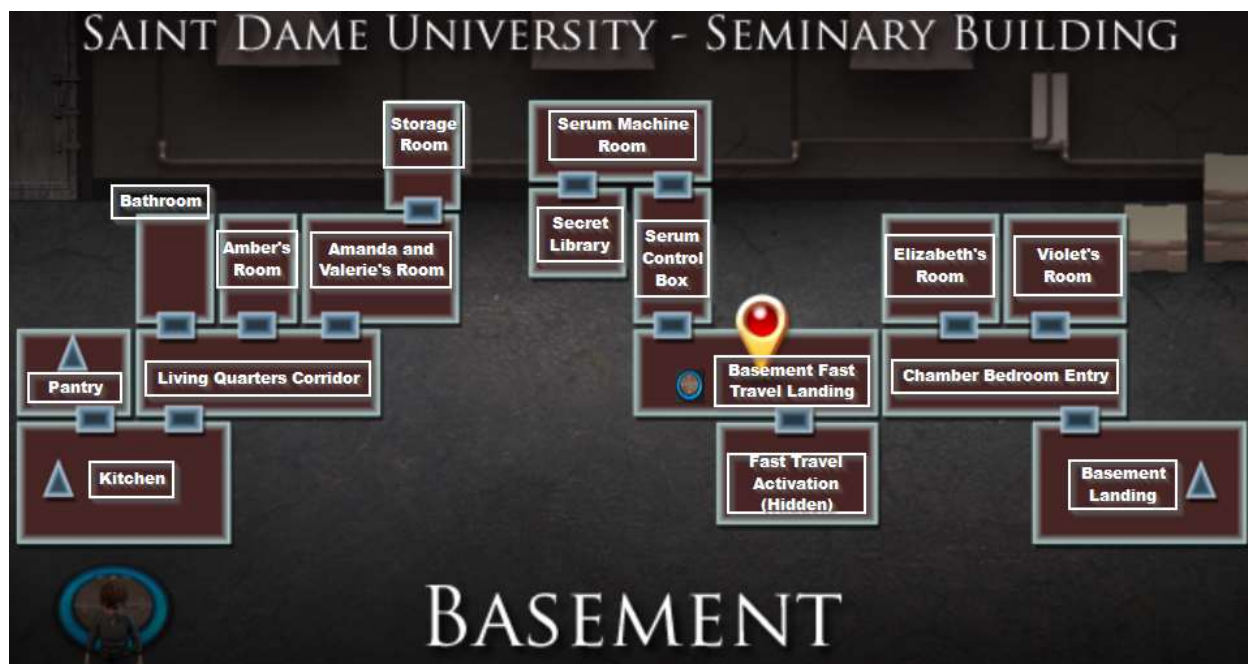 SAINT DAME UNIVERSITY - SEMINARY BUILDING
Storage
Room
Serum Machine
Room
Bathroom
Amber's
Room
Amanda and
Valerie's Room
Secret
Library
Serum
Control
Box
Elizabeth's
Room
Violet's
Room
Pantry
Living Quarters Corridor
Basement Fast
Travel Landing
Chamber Bedroom Entry
Kitchen
Fast Travel
Activation
(Hidden)
Basement
Landing
BASEMENT